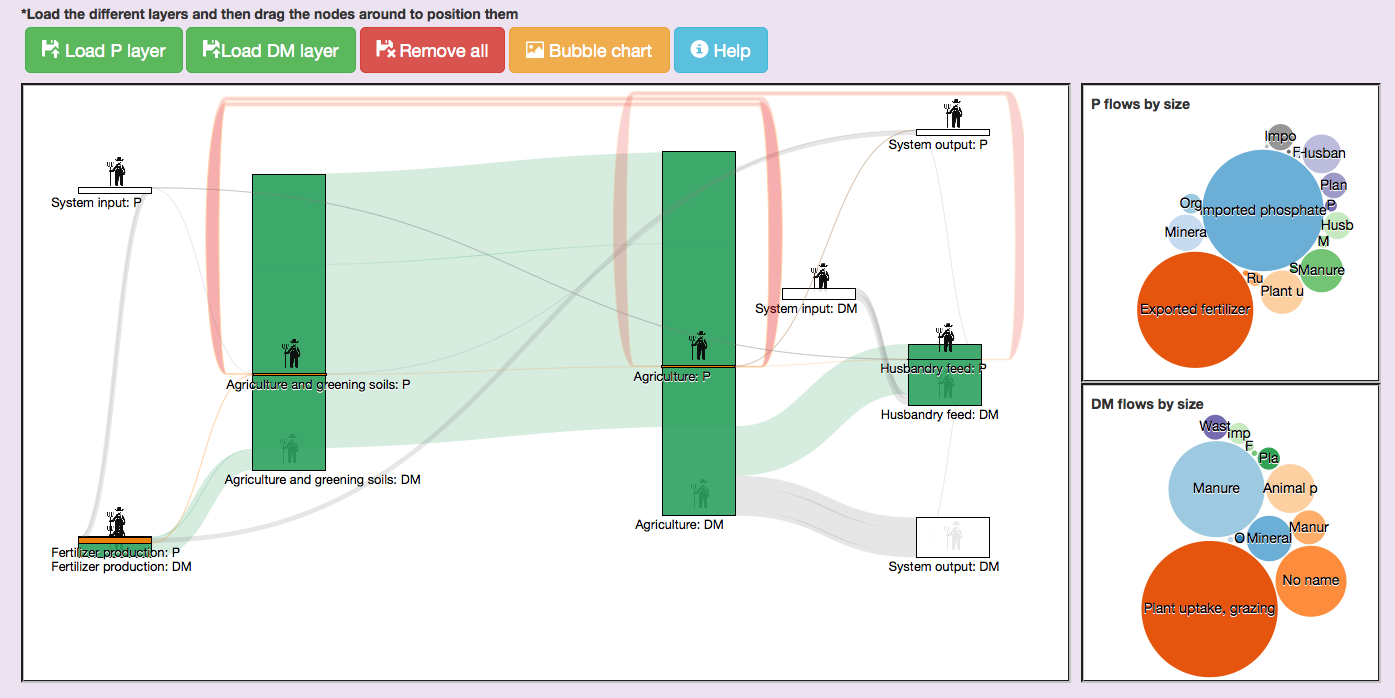 *Load the different layers and then drag the nodes around to position them
Load P layer
Load DM layer
Remove all
Bubble chart
Help
System input: P
System output: P
System input: DM
Agriculture and greening soils: P
Agriculture: P
Husbandry feed: P
Husbandry feed: DM
Agriculture and greening soils: DM
Agriculture: DM
Fertilizer production: P
Fertilizer production: DM
System output: DM
P flows by size
Impo
F
Husban
Plan
Org
Imported phosphate
P
Minera
Husb
M
S
Manure
Ru
Plant u
Exported fertilizer
DM flows by size
Wast
Imp
F
Pla
Manure
Animal p
Manur
O
Mineral
No name
Plant uptake, grazing